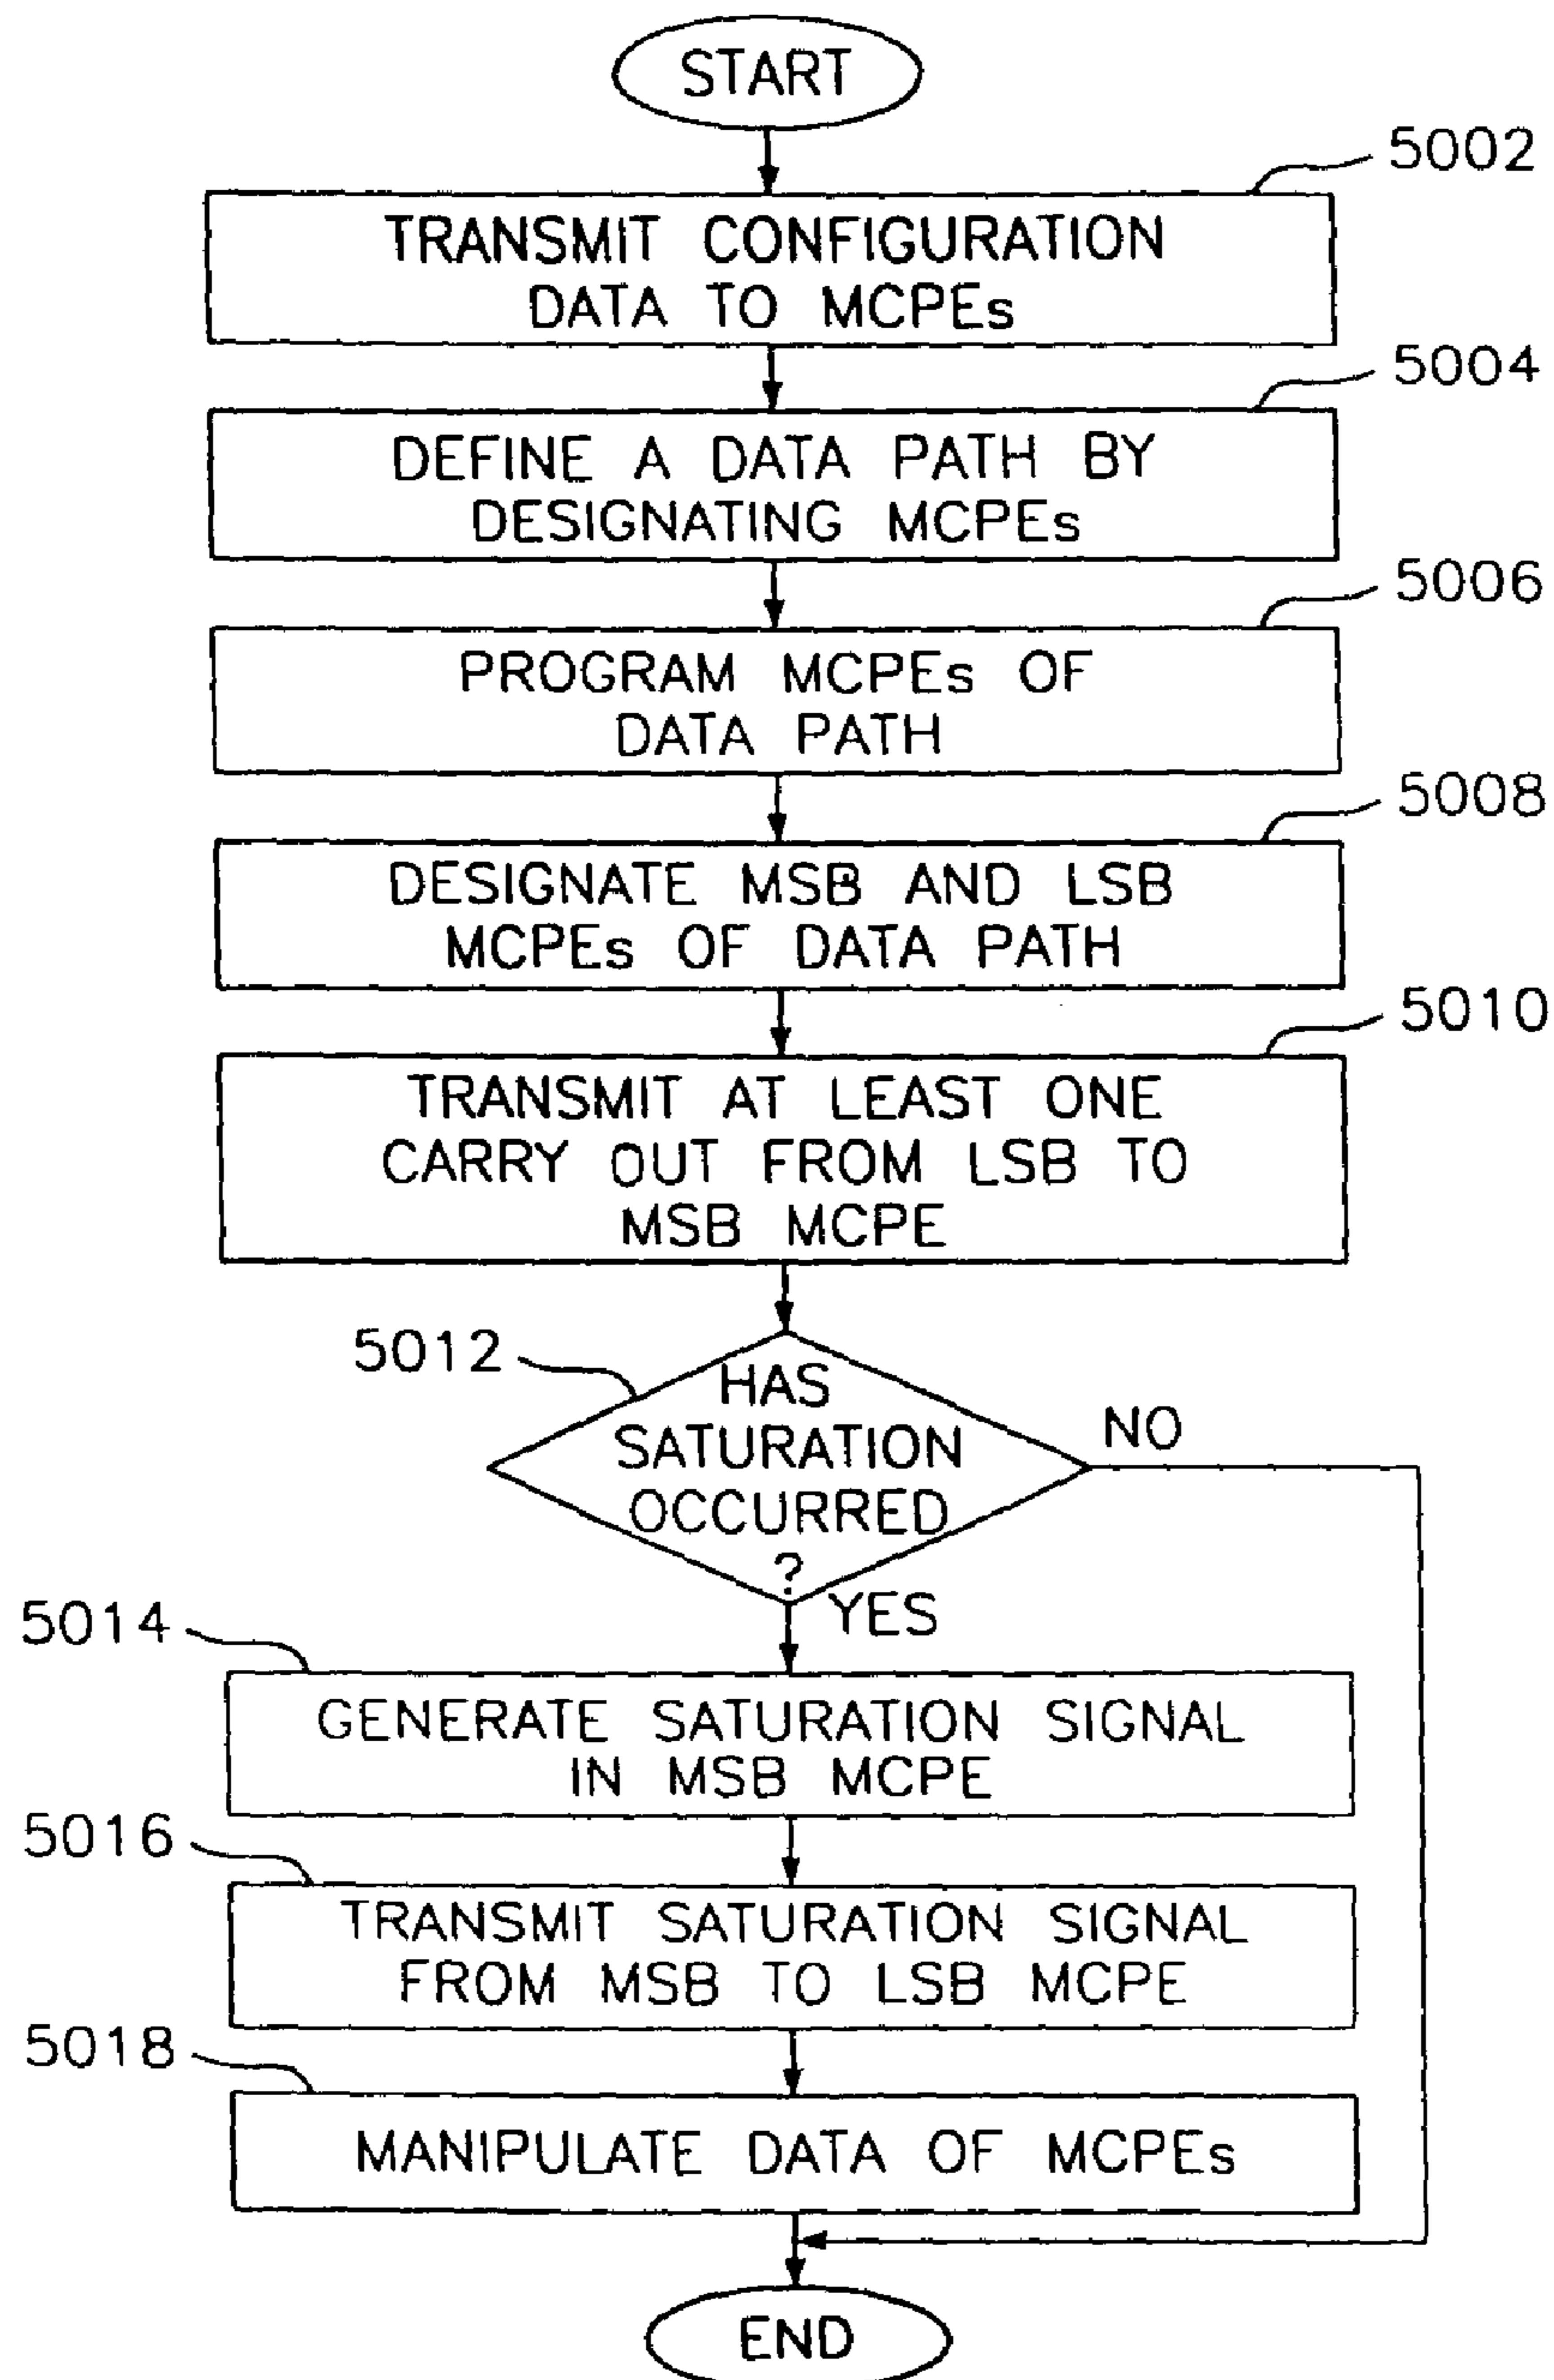 START
5002
TRANSMIT CONFIGURATION
DATA TO MCPEs
5004
DEFINE A DATA PATH BY
DESIGNATING MCPEs
5006
PROGRAM MCPEs OF
DATA PATH
5008
DESIGNATE MSB AND LSB
MCPEs OF DATA PATH
5010
TRANSMIT AT LEAST ONE
CARRY OUT FROM LSB TO
MSB MCPE
5012
HAS
SATURATION
OCCURRED
?
NO
YES
5014
GENERATE SATURATION SIGNAL
IN MSB MCPE
5016
TRANSMIT SATURATION SIGNAL
FROM MSB TO LSB MCPE
5018
MANIPULATE DATA OF MCPEs
END